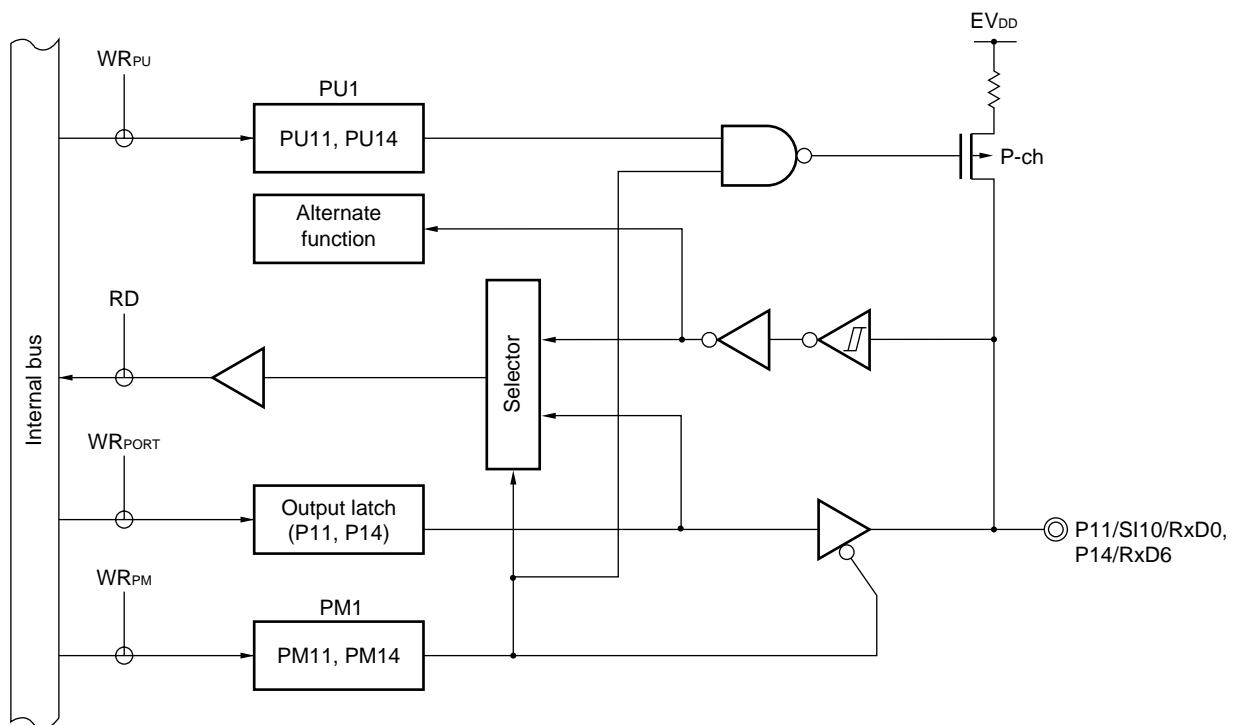 EVDD
WRPU
PU1
PU11, PU14
P-ch
Alternate
function
RD
Internal bus
Selector
WRPORT
Output latch
(P11, P14)
P11/SI10/RxD0,
P14/RxD6
WRPM
PM1
PM11, PM14